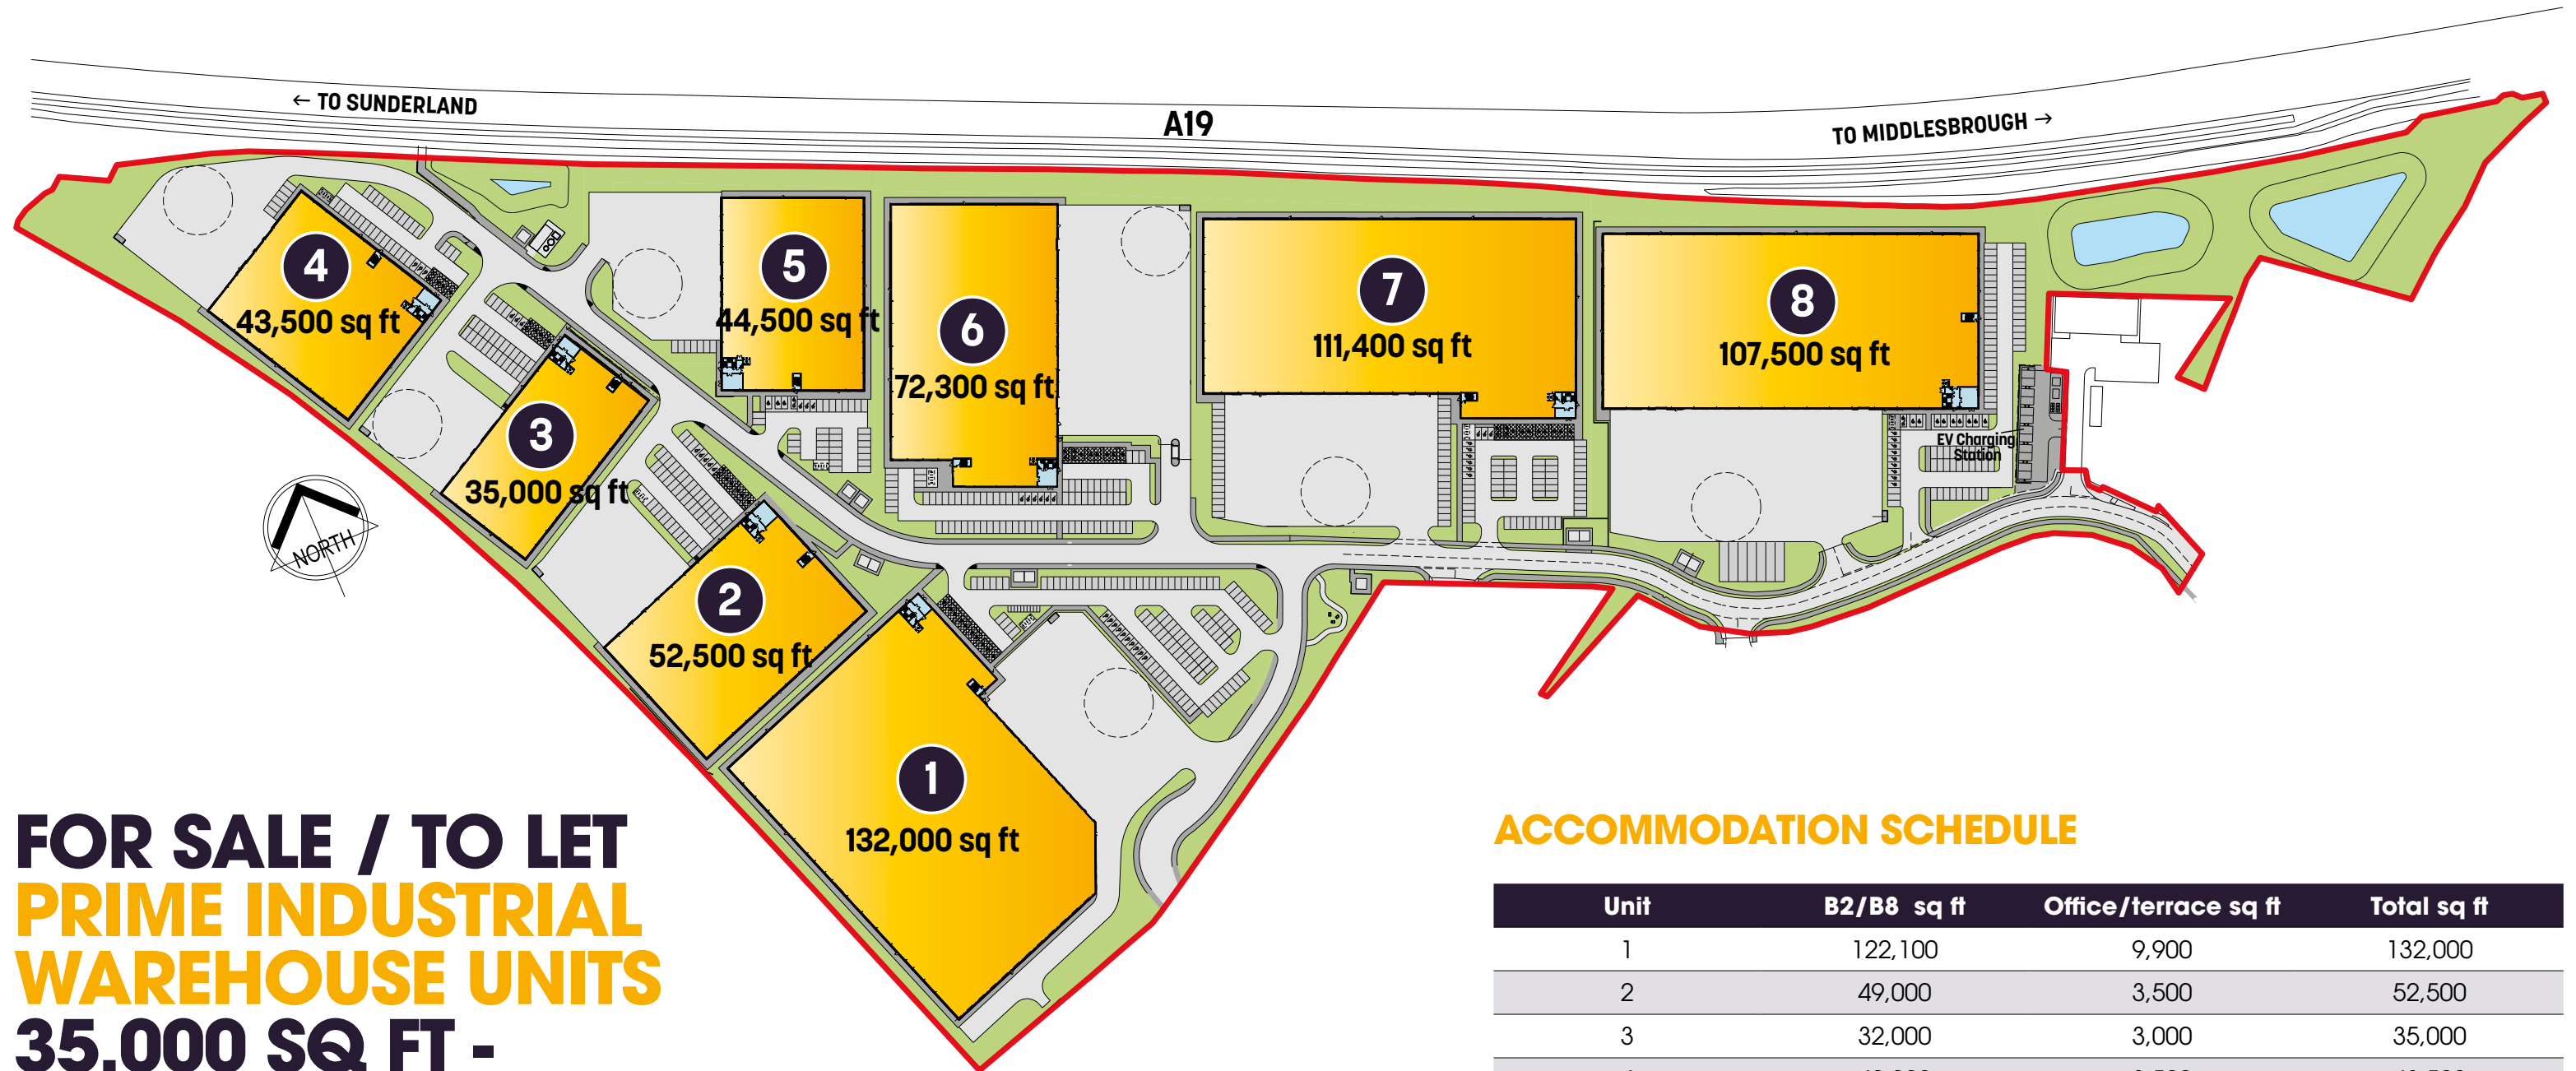 ← TO SUNDERLAND
A19
TO MIDDLESBROUGH →
4
43,500 sq ft
5
44,500 sq ft
6
72,300 sq ft
7
111,400 sq ft
8
107,500 sq ft
3
35,000 sq ft
EV Charging
Station
NORTH
2
52,500 sq ft
1
132,000 sq ft
FOR SALE / TO LET
PRIME INDUSTRIAL
WAREHOUSE UNITS
35,000 SQ FT -
ACCOMMODATION SCHEDULE
Unit B2/B8 sq ft Office/terrace sq ft Total sq ft
1 122,100 9,900 132,000
2 49,000 3,500 52,500
3 32,000 3,000 35,000